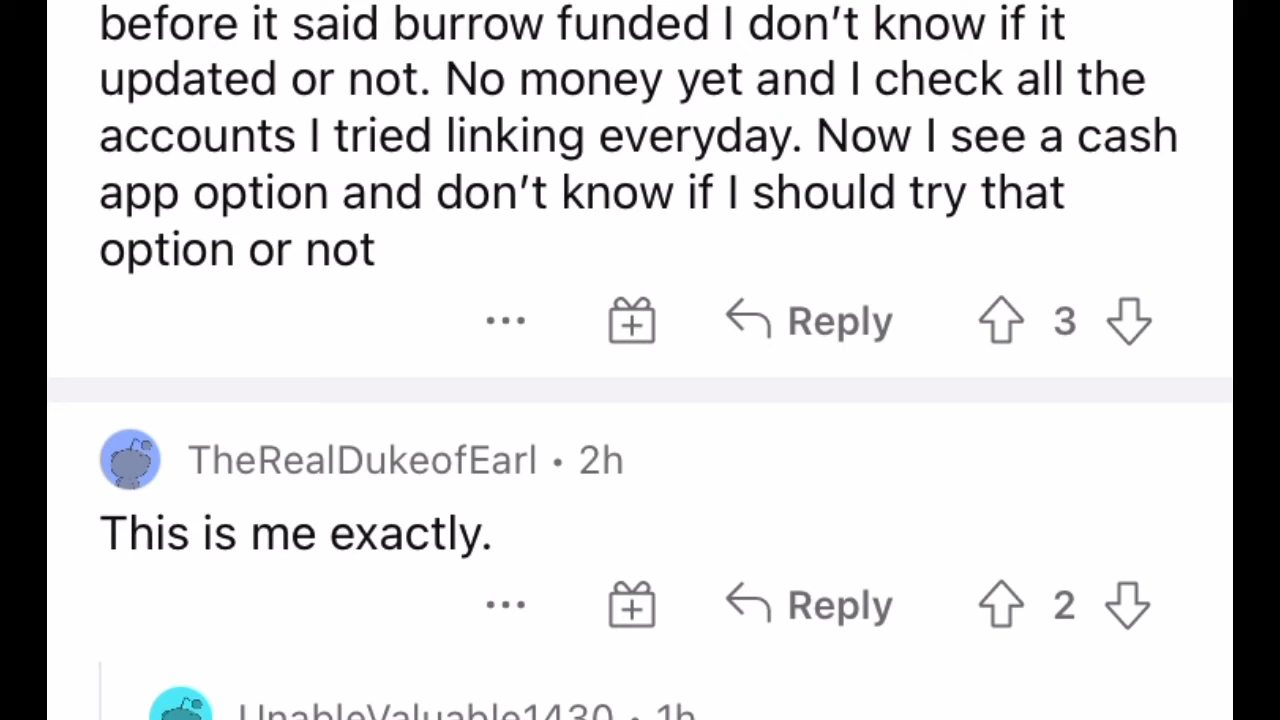 before it said burrow funded I don’t know if it
updated or not. No money yet and I check all the
accounts I tried linking everyday. Now I see a cash
app option and don’t know if I should try that
option or not
... Reply 3
TheRealDukeofEarl • 2h
This is me exactly.
... Reply 2
UnableValuable1430 • 1h